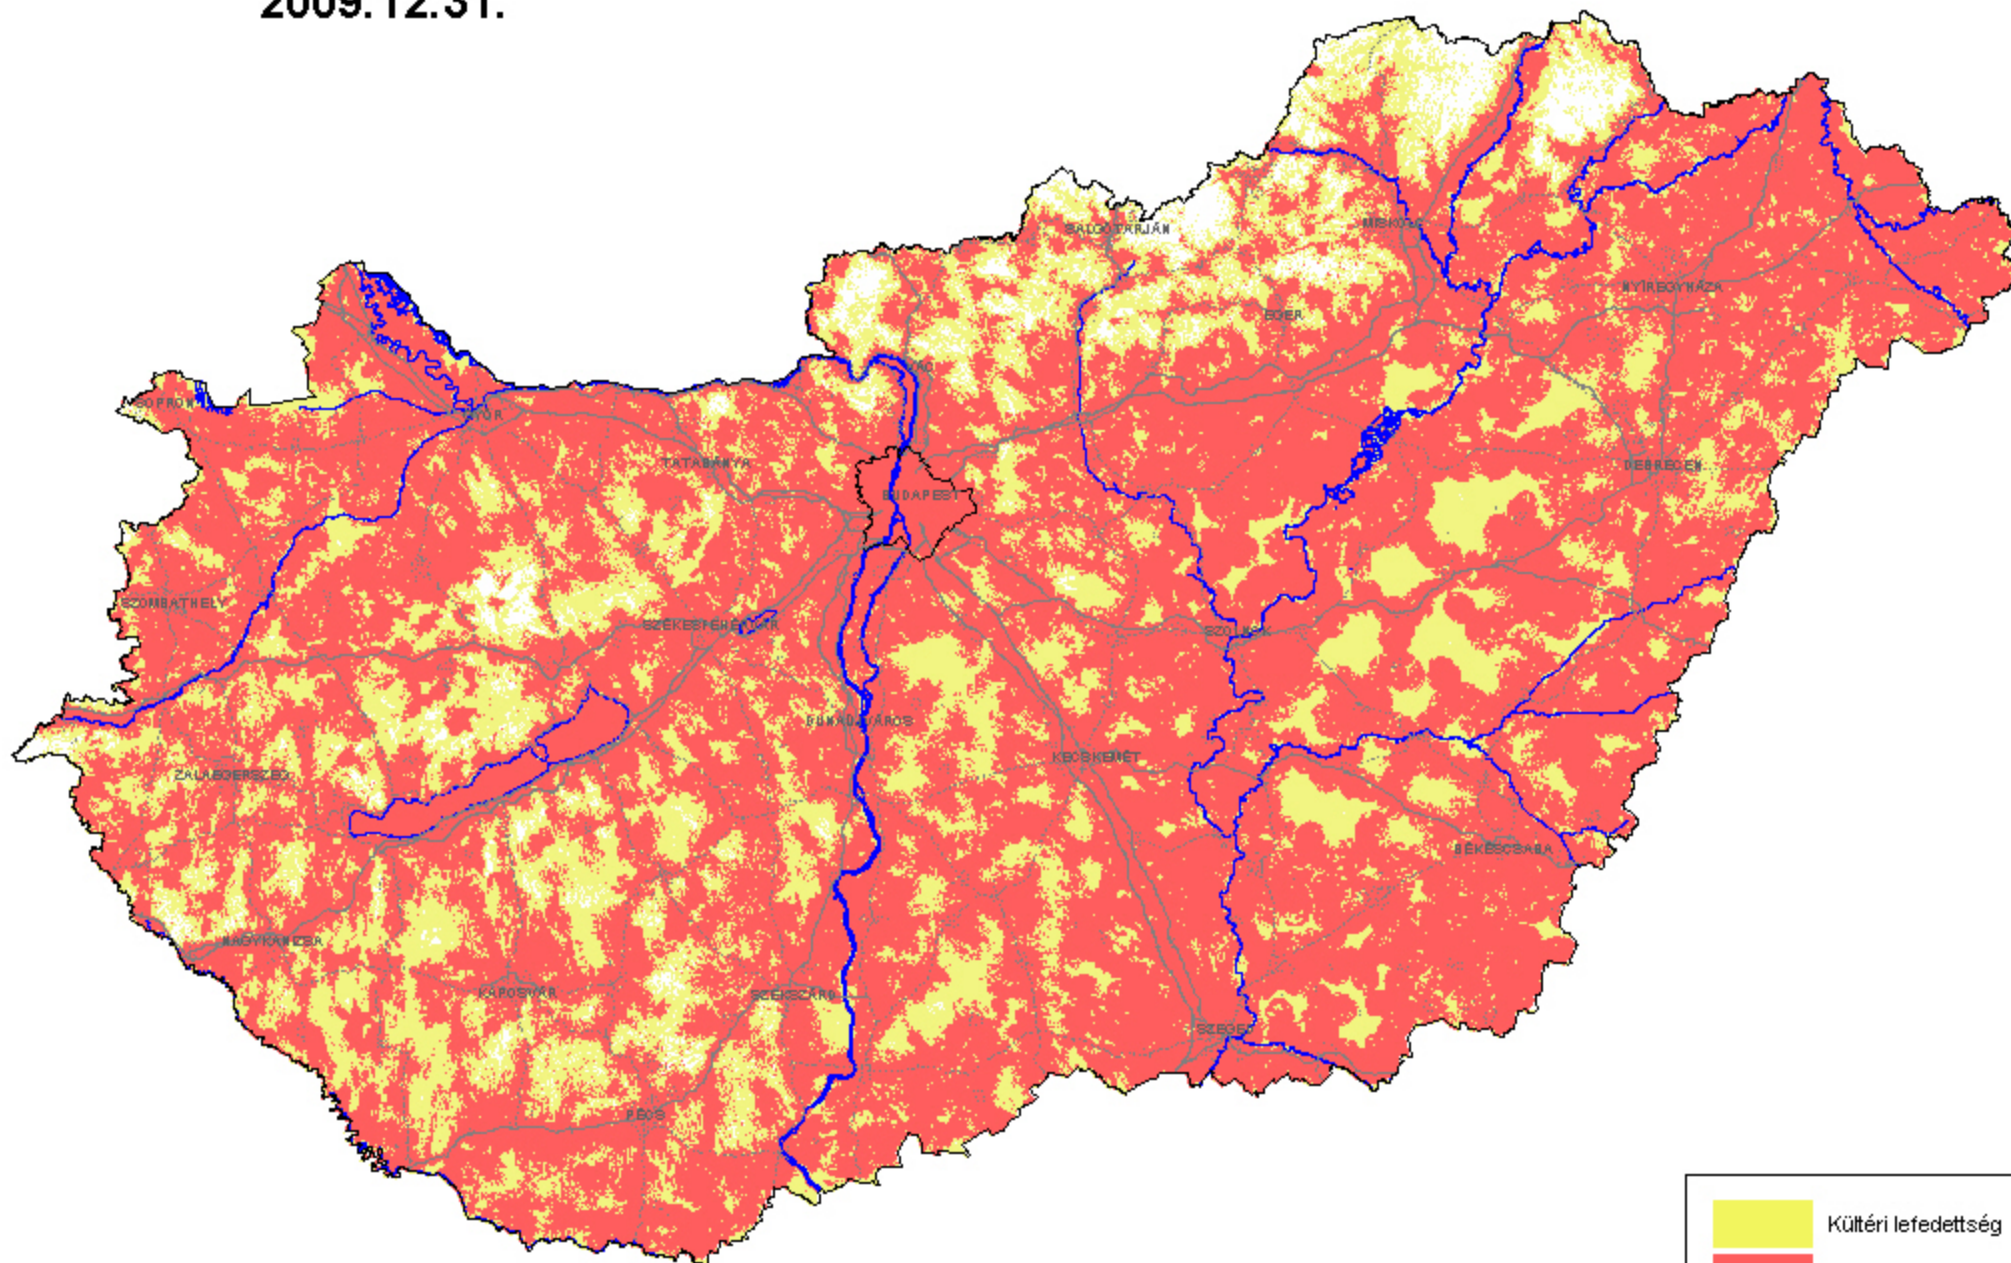 2009.12.31.
SALGÓTARJÁN
MISKOLC
NYÍREGYHÁZA
EGER
VÁC
SOPRON
GYŐR
TATABÁNYA
DEBRECEN
BUDAPEST
SZOMBATHELY
SZÉKESFEHÉRVÁR
SZOLNOK
DUNAÚJVÁROS
KECSKEMÉT
ZALAEGERSZEG
BÉKÉSCSABA
NAGYKANIZSA
KAPOSVÁR
SZEKSZÁRD
SZEGED
PÉCS
Kültéri lefedettség